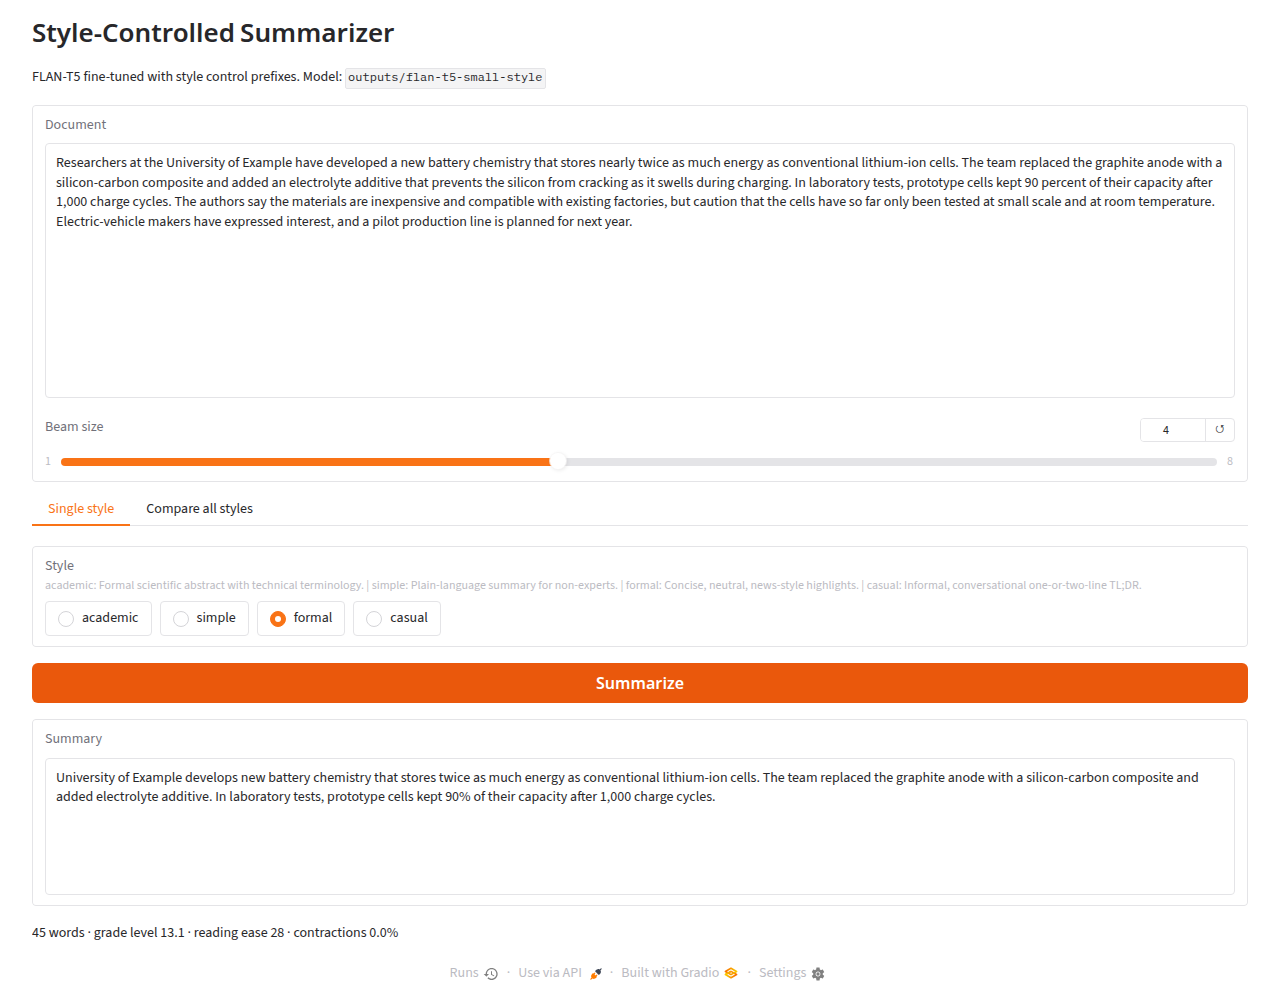 Style-Controlled Summarizer
FLAN-T5 fine-tuned with style control prefixes. Model: outputs/flan-t5-small-style
Document
Researchers at the University of Example have developed a new battery chemistry that stores nearly twice as much energy as conventional lithium-ion cells. The team replaced the graphite anode with a
silicon-carbon composite and added an electrolyte additive that prevents the silicon from cracking as it swells during charging. In laboratory tests, prototype cells kept 90 percent of their capacity after
1,000 charge cycles. The authors say the materials are inexpensive and compatible with existing factories, but caution that the cells have so far only been tested at small scale and at room temperature.
Electric-vehicle makers have expressed interest, and a pilot production line is planned for next year.
Beam size
4
1
8
Single style
Compare all styles
Style
academic: Formal scientific abstract with technical terminology. | simple: Plain-language summary for non-experts. | formal: Concise, neutral, news-style highlights. | casual: Informal, conversational one-or-two-line TL;DR.
academic
simple
formal
casual
Summarize
Summary
University of Example develops new battery chemistry that stores twice as much energy as conventional lithium-ion cells. The team replaced the graphite anode with a silicon-carbon composite and
added electrolyte additive. In laboratory tests, prototype cells kept 90% of their capacity after 1,000 charge cycles.
45 words · grade level 13.1 · reading ease 28 · contractions 0.0%
Runs · Use via API · Built with Gradio · Settings